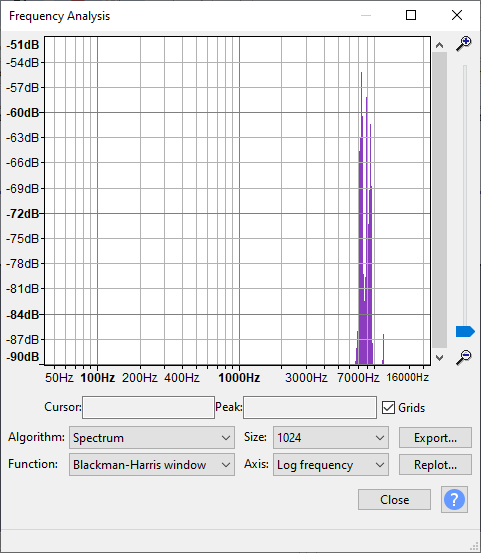 Frequency Analysis
-51dB
-54dB
-57dB
-60dB
-63dB
-66dB
-69dB
-72dB
-75dB
-78dB
-81dB
-84dB
-87dB
-90dB
50Hz 100Hz 200Hz 400Hz 1000Hz 3000Hz 7000Hz 16000Hz
Cursor: Peak: Grids
Algorithm: Spectrum Size: 1024 Export...
Function: Blackman-Harris window Axis: Log frequency Replot...
Close ?